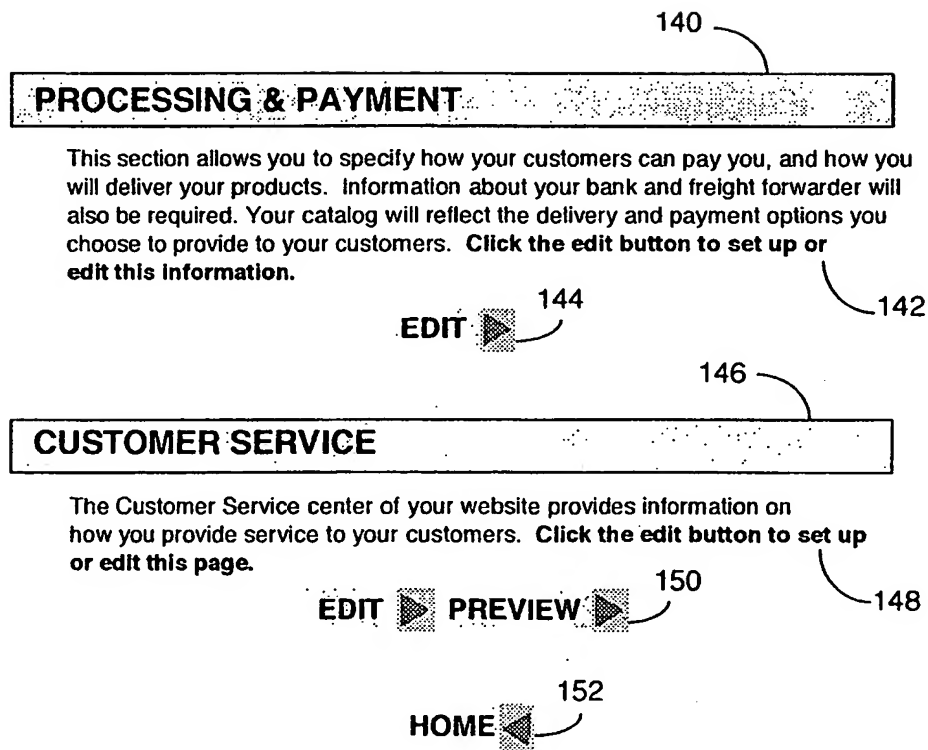 140
PROCESSING & PAYMENT
This section allows you to specify how your customers can pay you, and how you
will deliver your products. Information about your bank and freight forwarder will
also be required. Your catalog will reflect the delivery and payment options you
choose to provide to your customers. Click the edit button to set up or
edit this information.
142
EDIT 144
146
CUSTOMER SERVICE
The Customer Service center of your website provides information on
how you provide service to your customers. Click the edit button to set up
or edit this page.
148
EDIT PREVIEW 150
HOME 152